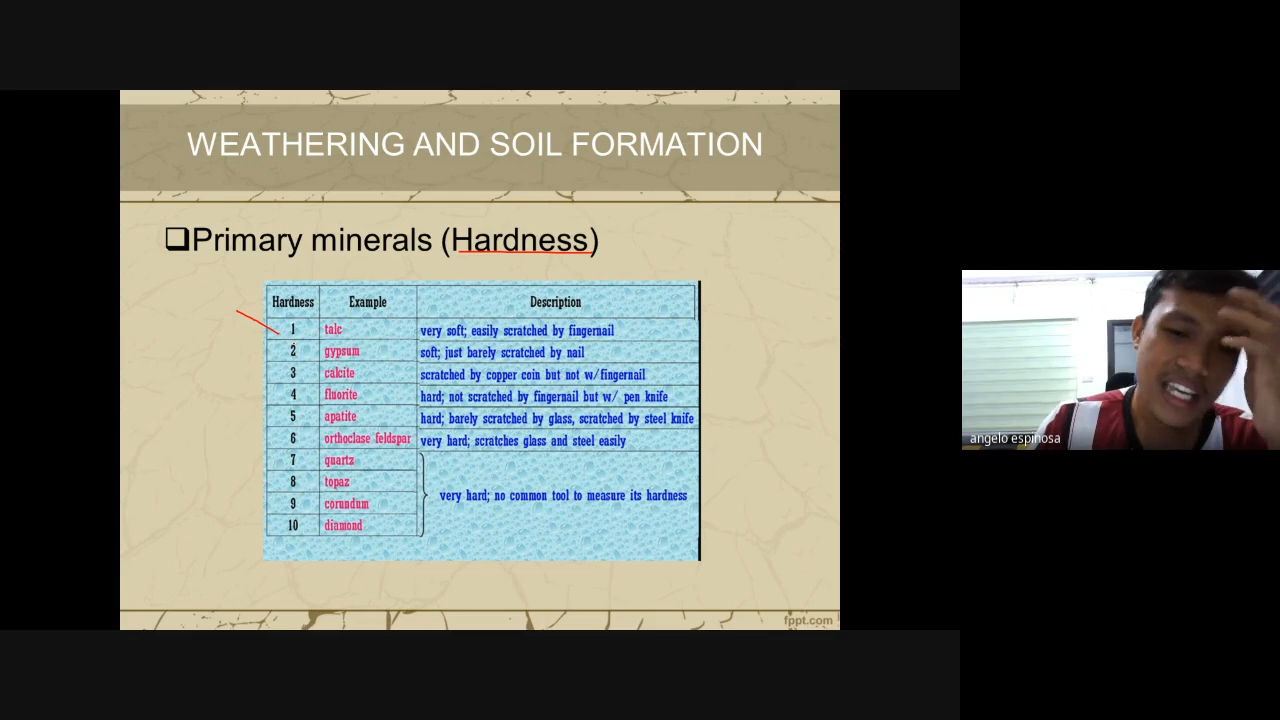 WEATHERING AND SOIL FORMATION
Primary minerals (Hardness)
Hardness Example Description
1 talc very soft; easily scratched by fingernail
2 gypsum soft; just barely scratched by nail
3 calcite scratched by copper coin but not w/fingernail
4 fluorite hard; not scratched by fingernail but w/ pen knife
5 apatite hard; barely scratched by glass, scratched by steel knife
6 orthoclase feldspar very hard; scratches glass and steel easily
7 quartz
8 topaz
very hard; no common tool to measure its hardness
9 corundum
10 diamond
fppt.com
angelo espinosa